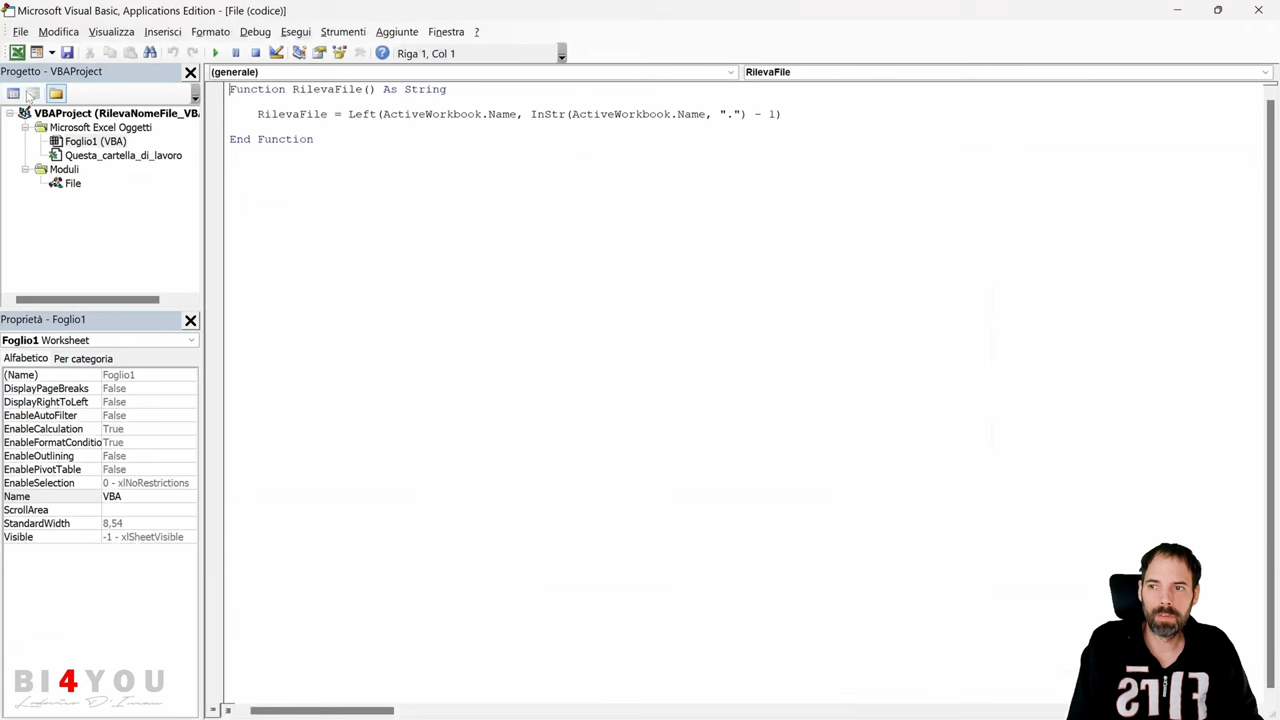 Microsoft Visual Basic, Applications Edition - [File (codice)]
File Modifica Visualizza Inserisci Formato Debug Esegui Strumenti Aggiunte Finestra ?
Riga 1, Col 1
Progetto - VBAProject
(generale)
RilevaFile
VBAProject (RilevaNomeFile_VBA
Microsoft Excel Oggetti
Foglio1 (VBA)
Questa_cartella_di_lavoro
Moduli
File
Function RilevaFile() As String
RilevaFile = Left(ActiveWorkbook.Name, InStr(ActiveWorkbook.Name, ".") - 1)
End Function
Proprietà - Foglio1
Foglio1 Worksheet
Alfabetico Per categoria
(Name) Foglio1
DisplayPageBreaks False
DisplayRightToLeft False
EnableAutoFilter False
EnableCalculation True
EnableFormatConditio True
EnableOutlining False
EnablePivotTable False
EnableSelection 0 - xlNoRestrictions
Name VBA
ScrollArea
StandardWidth 8,54
Visible -1 - xlSheetVisible
BI4YOU